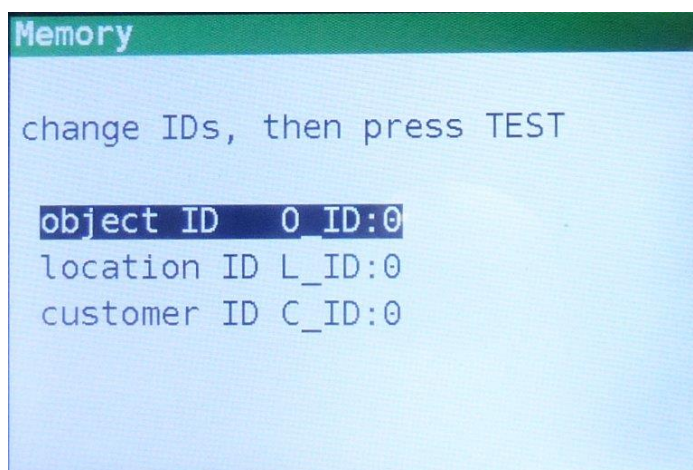 Memory
change IDs, then press TEST
object ID O_ID:0
location ID L_ID:0
customer ID C_ID:0